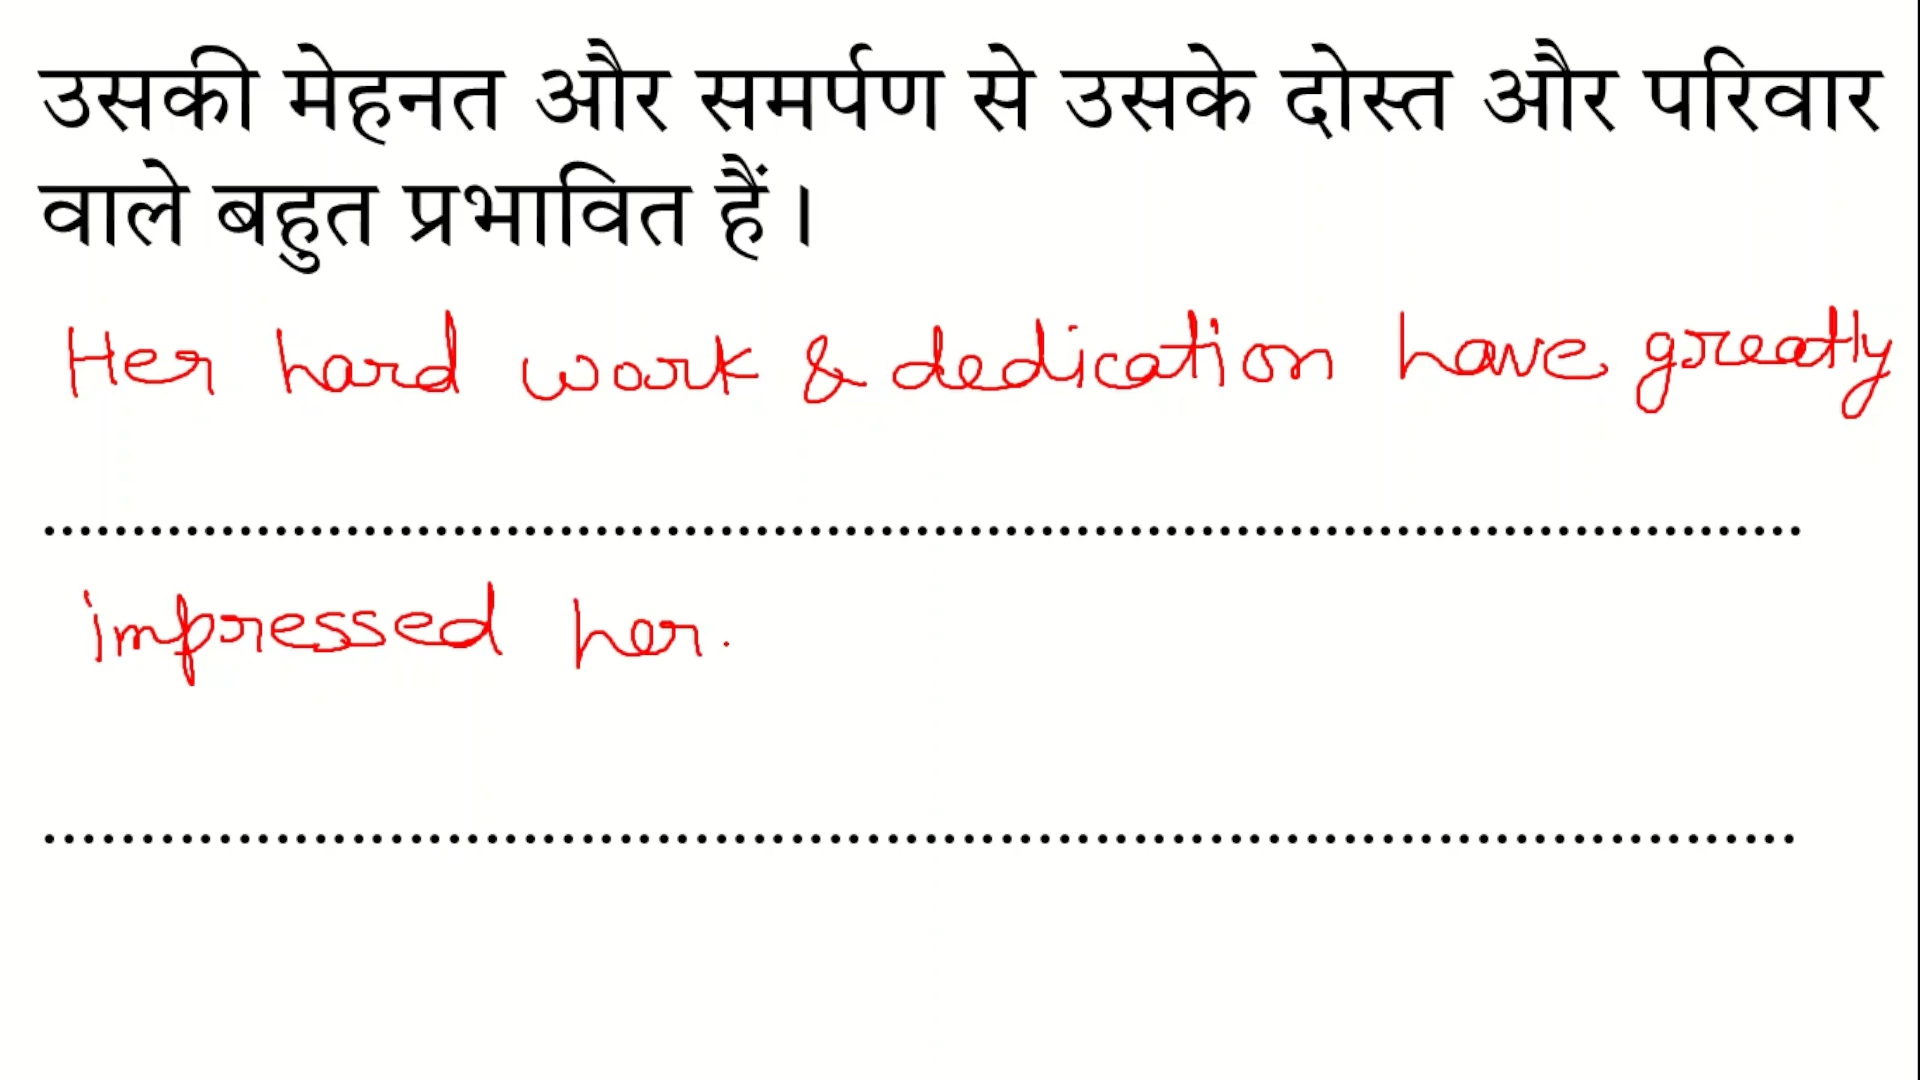 उसकी मेहनत और समर्पण से उसके दोस्त और परिवार
वाले बहुत प्रभावित हैं।
Her hard work & dedication have greatly
impressed her.